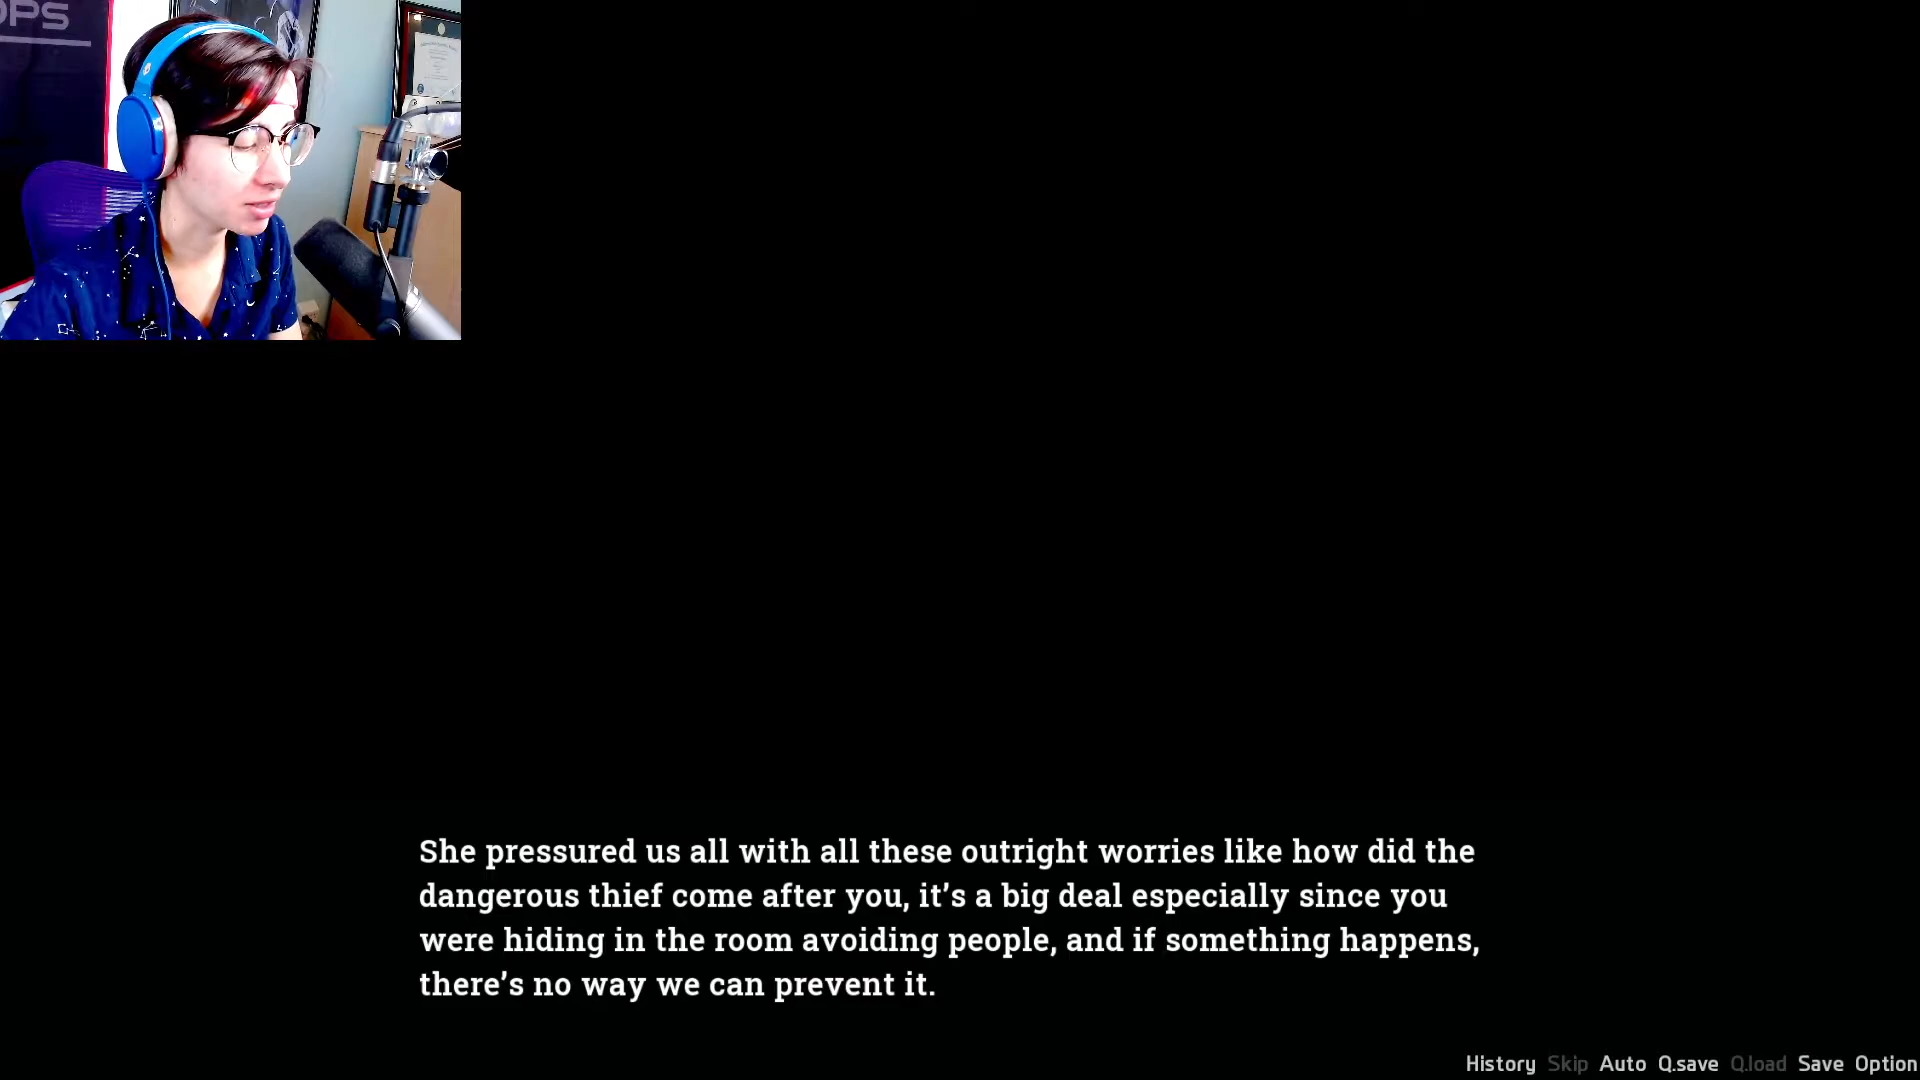 OPS
She pressured us all with all these outright worries like how did the
dangerous thief come after you, it's a big deal especially since you
were hiding in the room avoiding people, and if something happens,
there's no way we can prevent it.
History Skip Auto Q.save Q.load Save Option